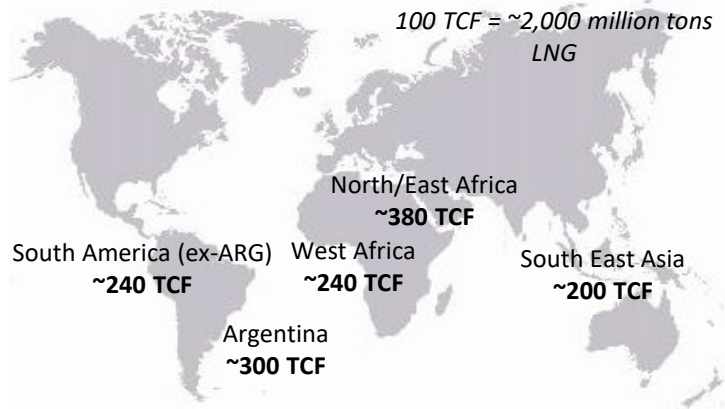 100 TCF = ~2,000 million tons
LNG
North/East Africa
~380 TCF
South America (ex-ARG)
~240 TCF
West Africa
~240 TCF
South East Asia
~200 TCF
Argentina
~300 TCF